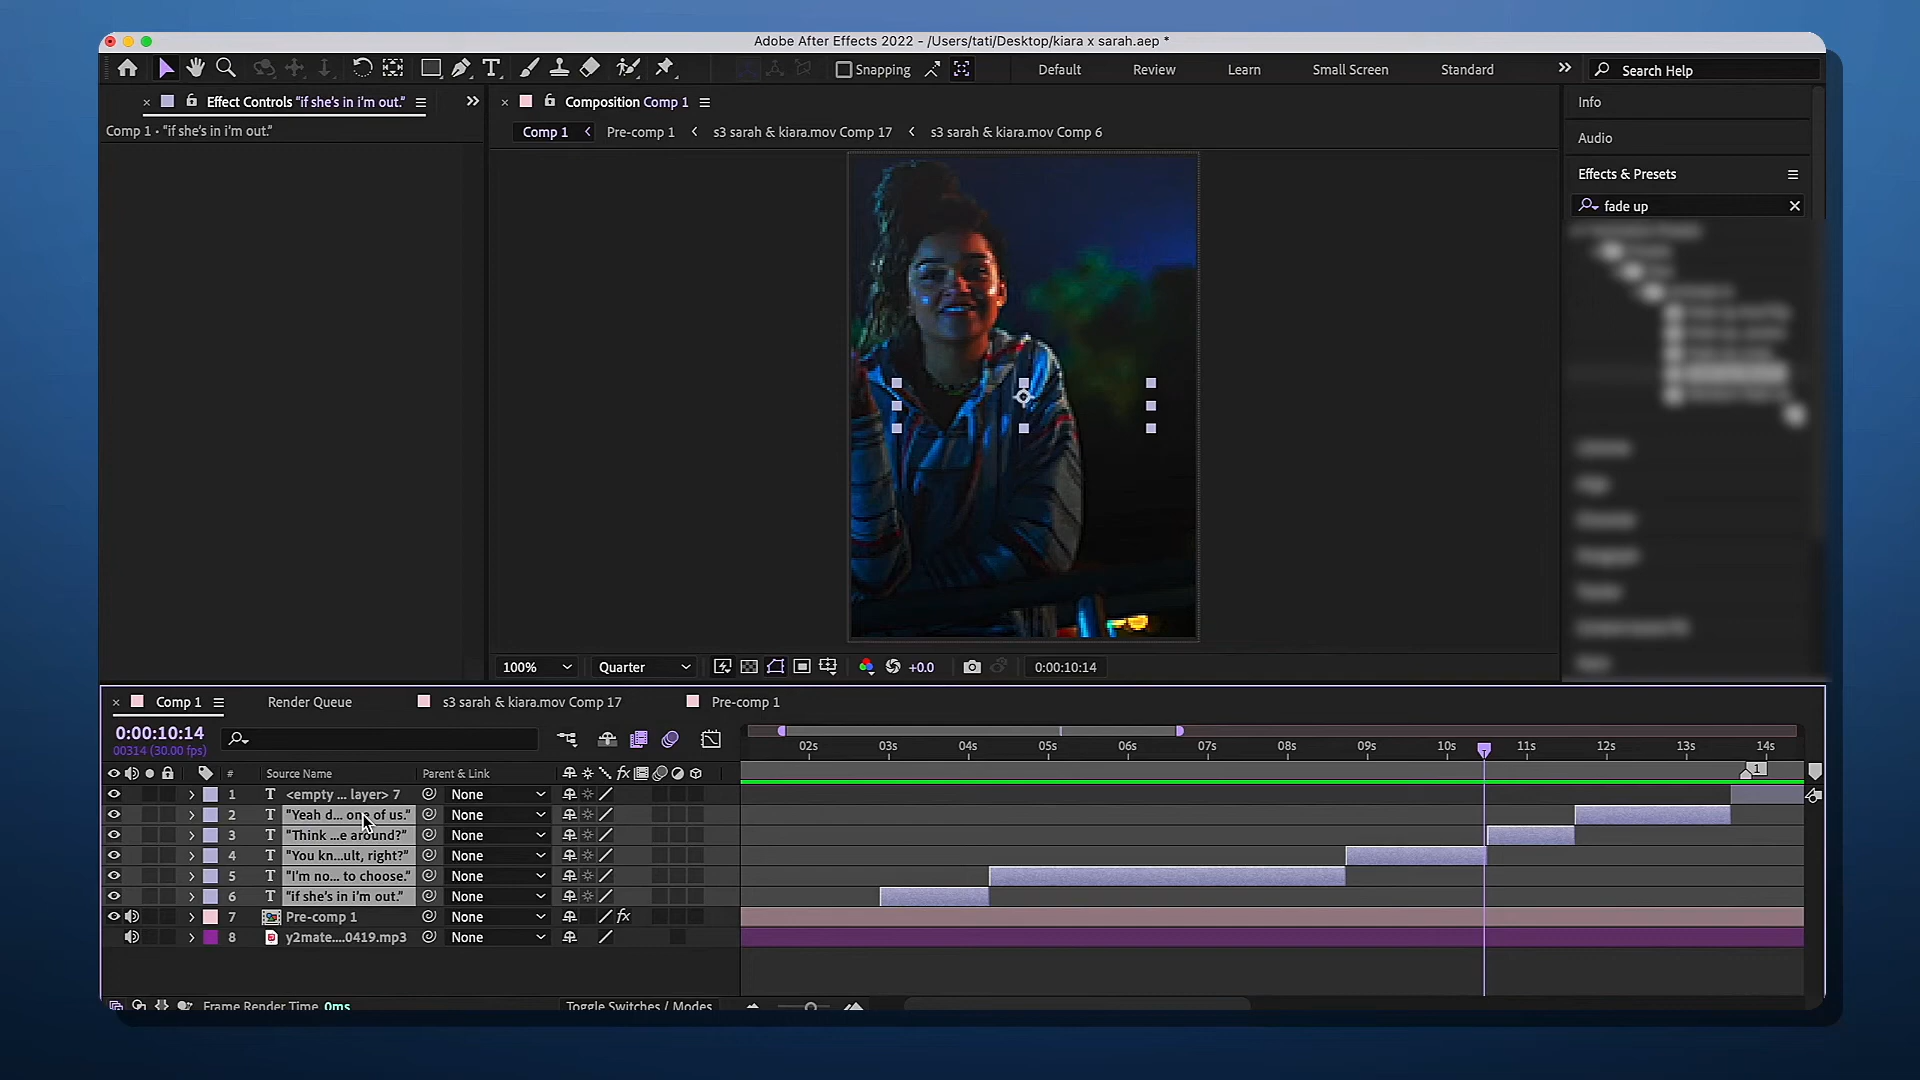 Adobe After Effects 2022 - /Users/tati/Desktop/kiara x sarah.aep *
Snapping
Default
Review
Learn
Small Screen
Standard
Search Help
Effect Controls "if she's in i'm out."
Composition Comp 1
Info
Comp 1 • "if she's in i'm out."
Comp 1
Pre-comp 1
s3 sarah & kiara.mov Comp 17
s3 sarah & kiara.mov Comp 6
Audio
Effects & Presets
fade up
100%
Quarter
+0.0
0:00:10:14
Comp 1
Render Queue
s3 sarah & kiara.mov Comp 17
Pre-comp 1
0:00:10:14
00314 (30.00 fps)
02s 03s 04s 05s 06s 07s 08s 09s 10s 11s 12s 13s 14s
# Source Name Parent & Link fx
1
1 T <empty ... layer> 7 None
2 T "Yeah d... one of us." None
3 T "Think ...e around?" None
4 T "You kn...ult, right?" None
5 T "I'm no... to choose." None
6 T "if she's in i'm out." None
7 Pre-comp 1 None fx
8 y2mate....0419.mp3 None
Frame Render Time 0ms
Toggle Switches / Modes